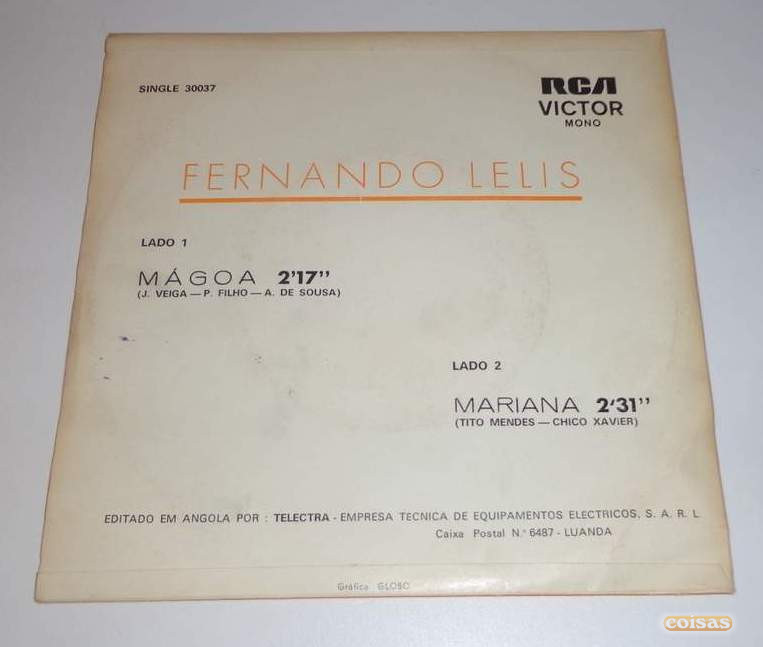 SINGLE 30037
RCA
VICTOR
MONO
FERNANDO LELIS
LADO 1
MÁGOA 2'17"
(J. VEIGA — P. FILHO — A. DE SOUSA)
LADO 2
MARIANA 2'31"
(TITO MENDES — CHICO XAVIER)
EDITADO EM ANGOLA POR : TELECTRA - EMPRESA TECNICA DE EQUIPAMENTOS ELECTRICOS, S. A. R. L.
Caixa Postal N.º 6487 - LUANDA
Gráfica GLOBO
coisas